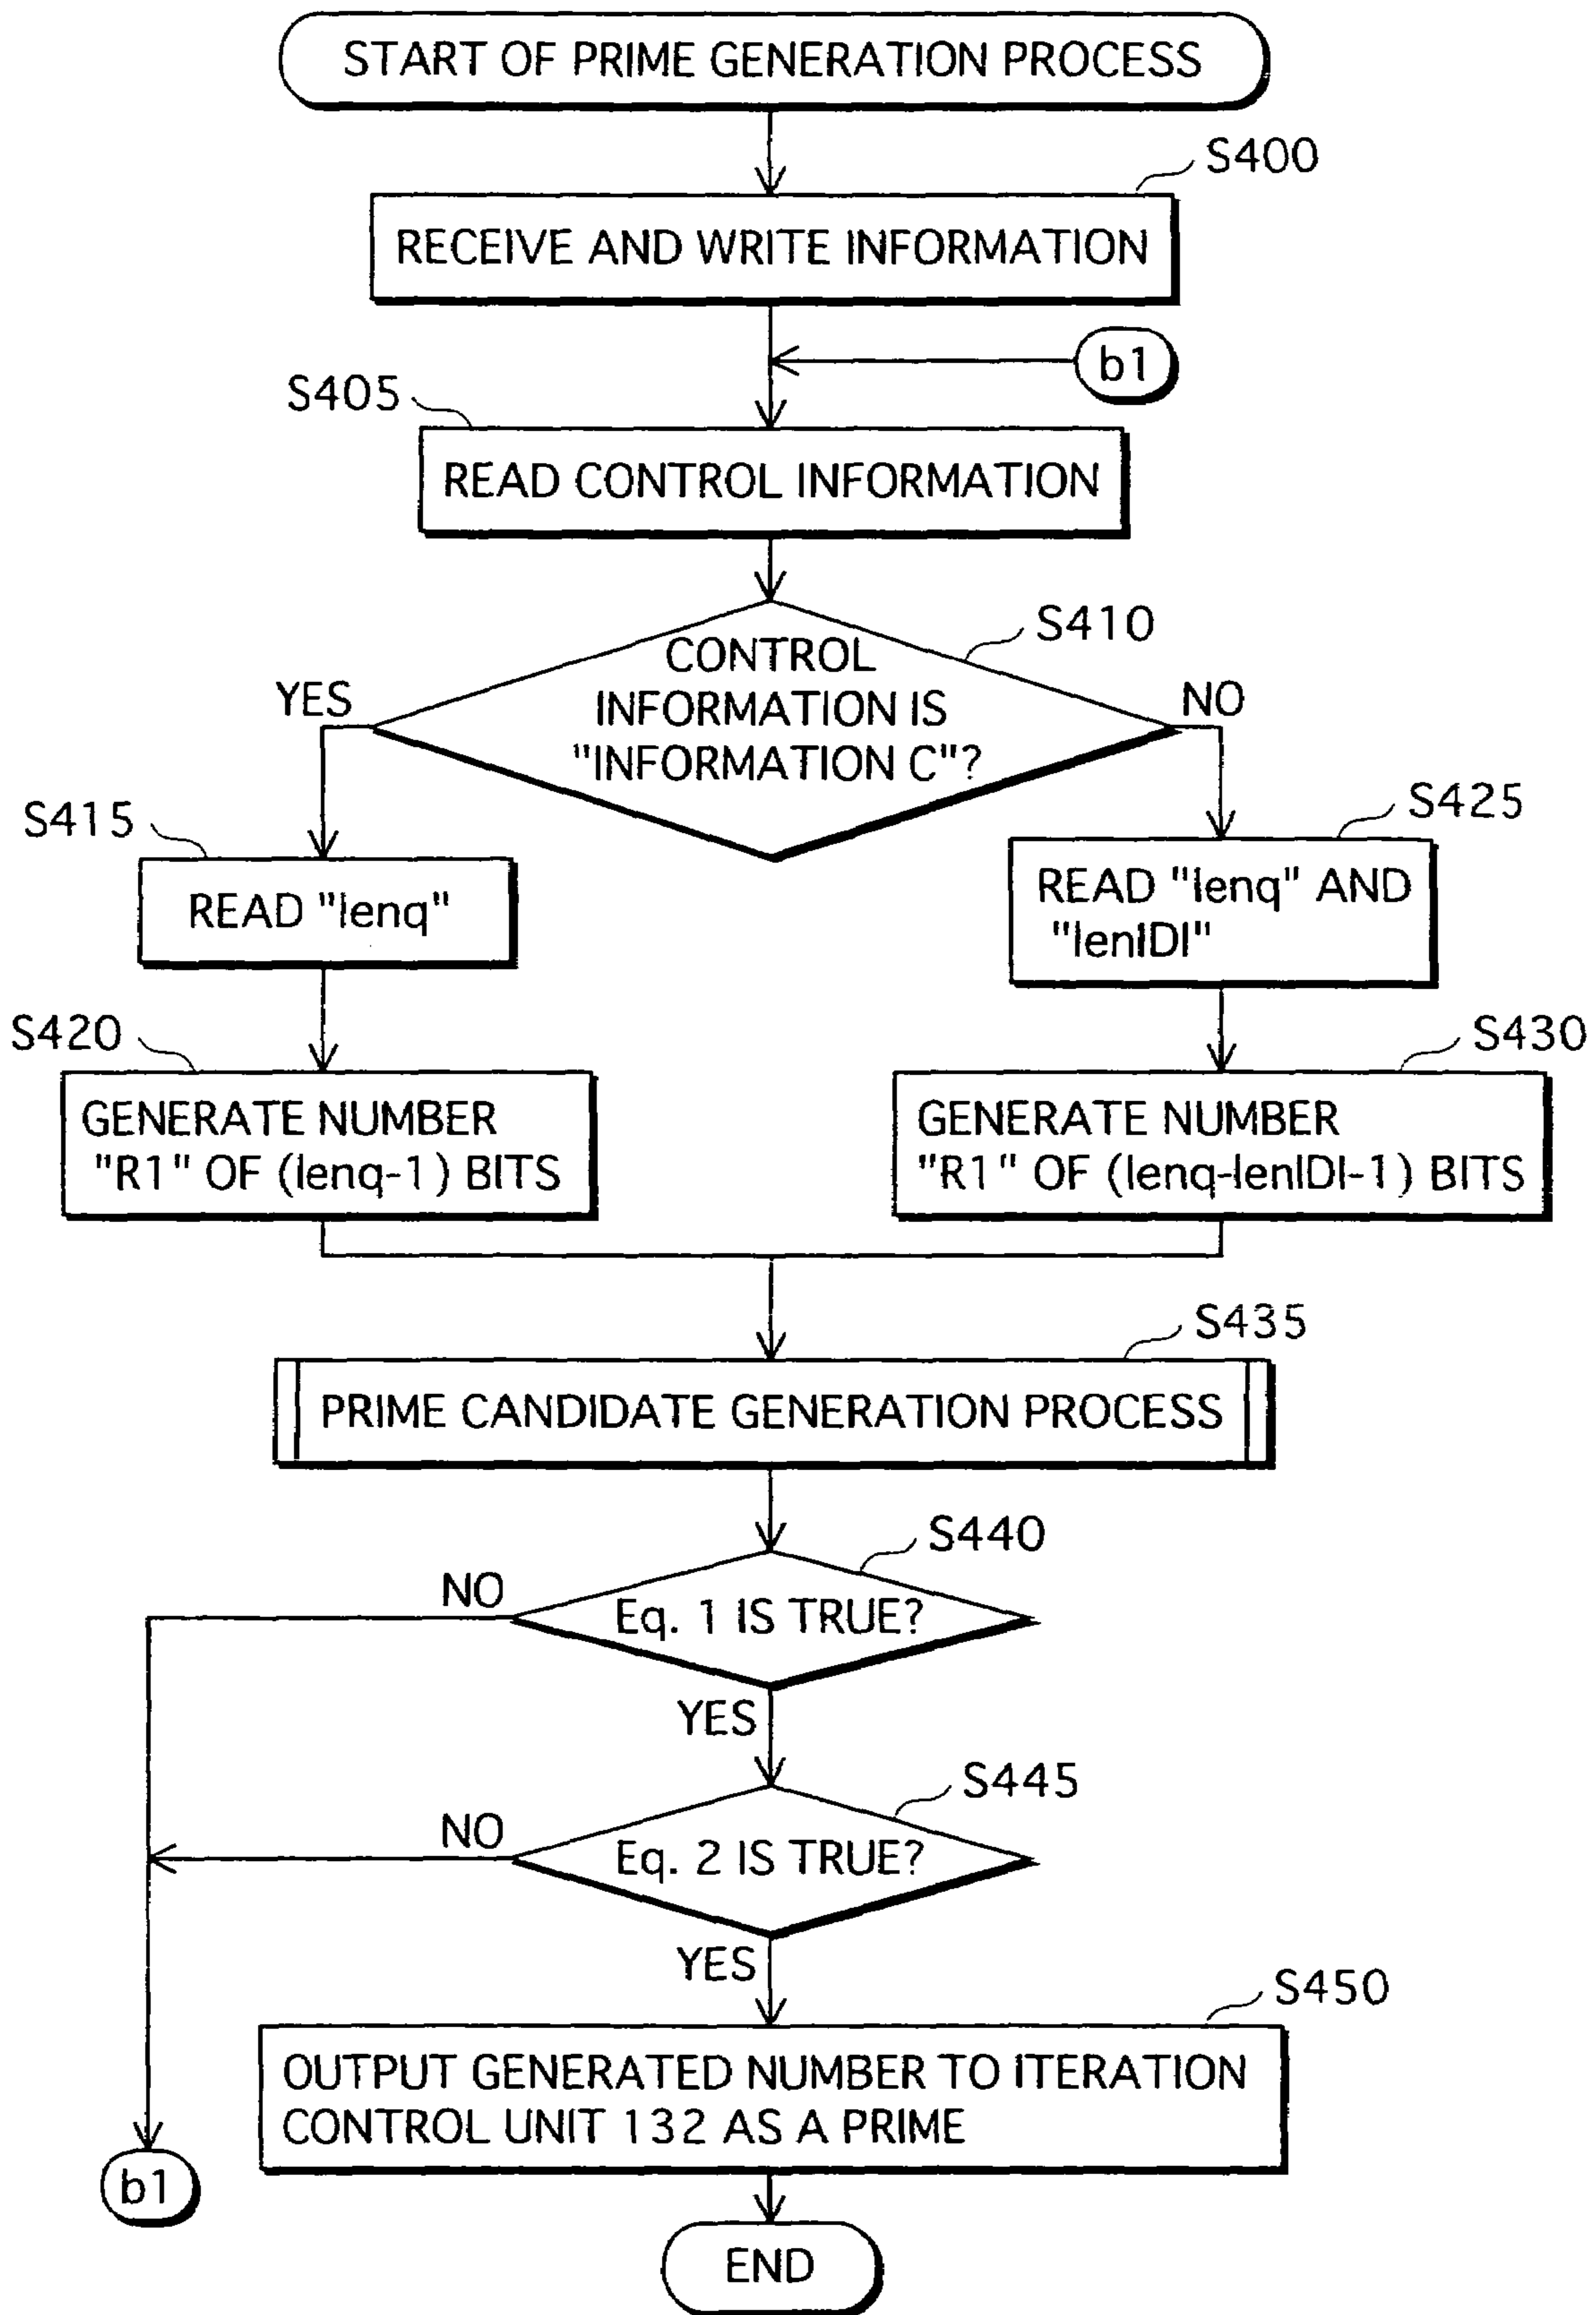 START OF PRIME GENERATION PROCESS
S400
RECEIVE AND WRITE INFORMATION
b1
S405
READ CONTROL INFORMATION
S410
CONTROL
INFORMATION IS
"INFORMATION C"?
YES
NO
S415
READ "lenq"
S425
READ "lenq" AND
"lenIDI"
S420
GENERATE NUMBER
"R1" OF (lenq-1) BITS
S430
GENERATE NUMBER
"R1" OF (lenq-lenIDI-1) BITS
S435
PRIME CANDIDATE GENERATION PROCESS
S440
Eq. 1 IS TRUE?
NO
YES
S445
Eq. 2 IS TRUE?
NO
YES
S450
OUTPUT GENERATED NUMBER TO ITERATION
CONTROL UNIT 132 AS A PRIME
b1
END